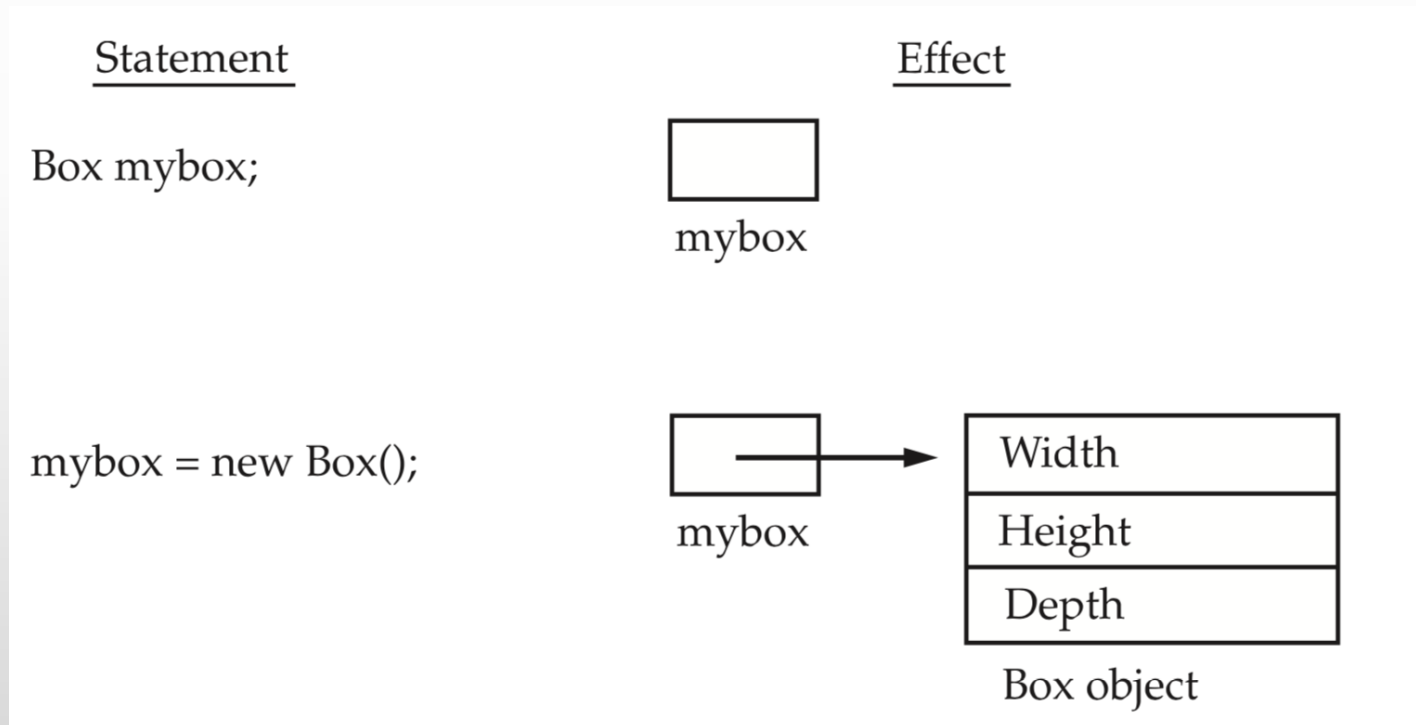 Statement
Effect
Box mybox;
mybox
mybox = new Box();
mybox
Width
Height
Depth
Box object